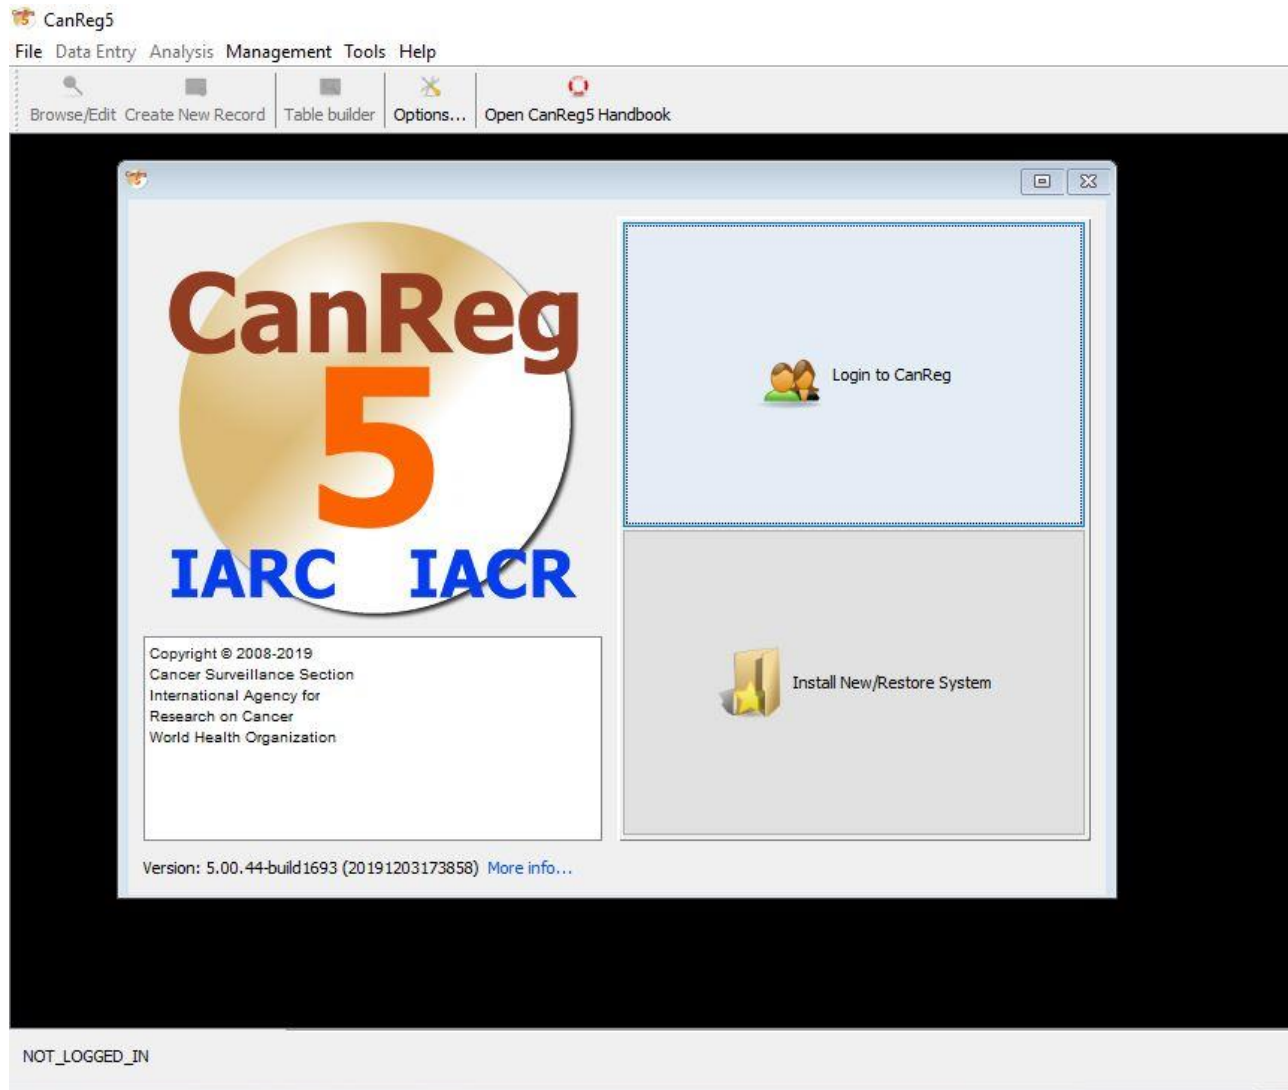 CanReg5
File Data Entry Analysis Management Tools Help
Browse/Edit Create New Record Table builder Options... Open CanReg5 Handbook
CanReg
5
IARC IACR
Login to CanReg
Install New/Restore System
Copyright © 2008-2019
Cancer Surveillance Section
International Agency for
Research on Cancer
World Health Organization
Version: 5.00.44-build1693 (20191203173858) More info...
NOT_LOGGED_IN